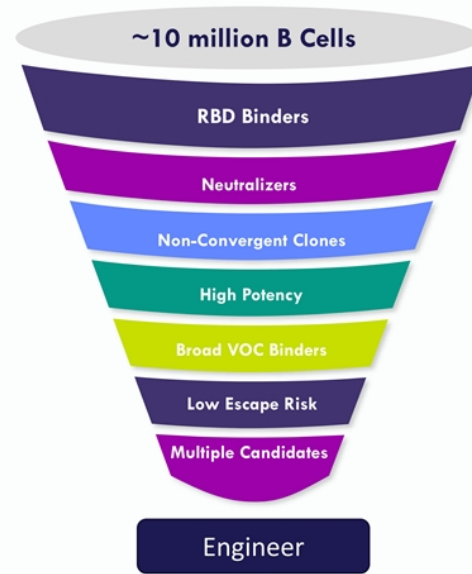 ~10 million B Cells
RBD Binders
Neutralizers
Non-Convergent Clones
High Potency
Broad VOC Binders
Low Escape Risk
Multiple Candidates
Engineer